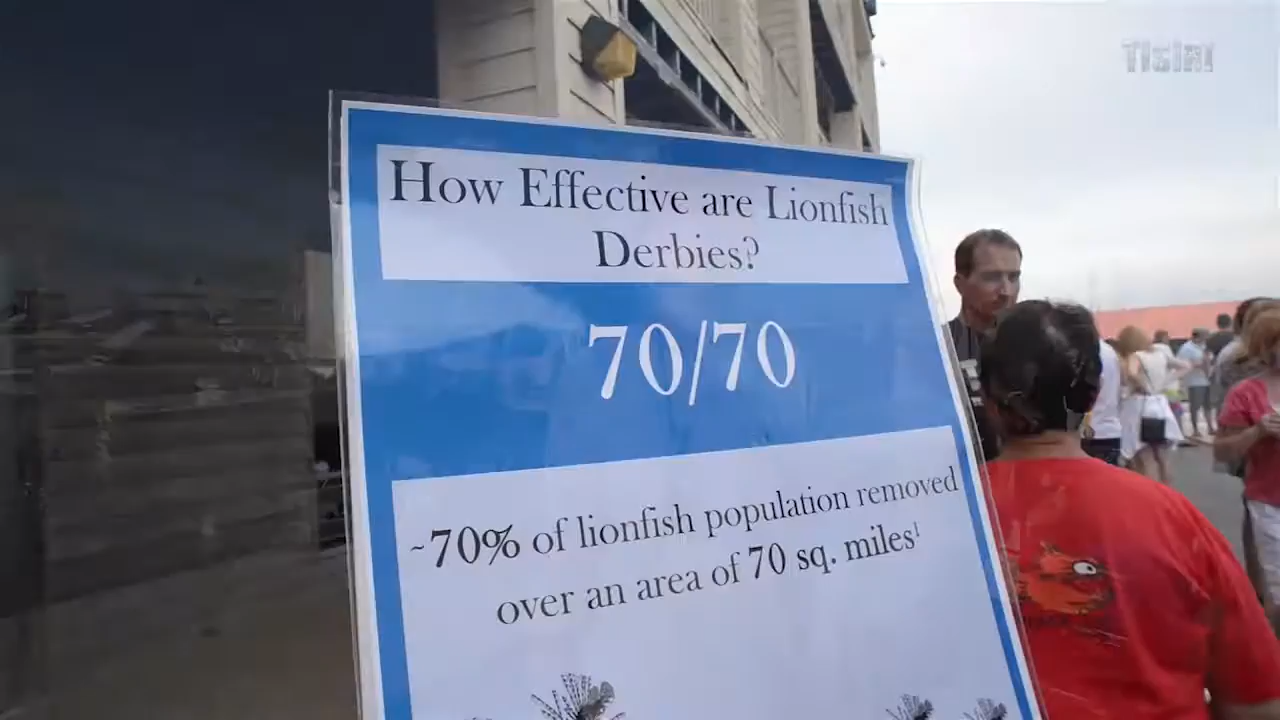 How Effective are Lionfish
Derbies?
70/70
~70% of lionfish population removed
over an area of 70 sq. miles¹